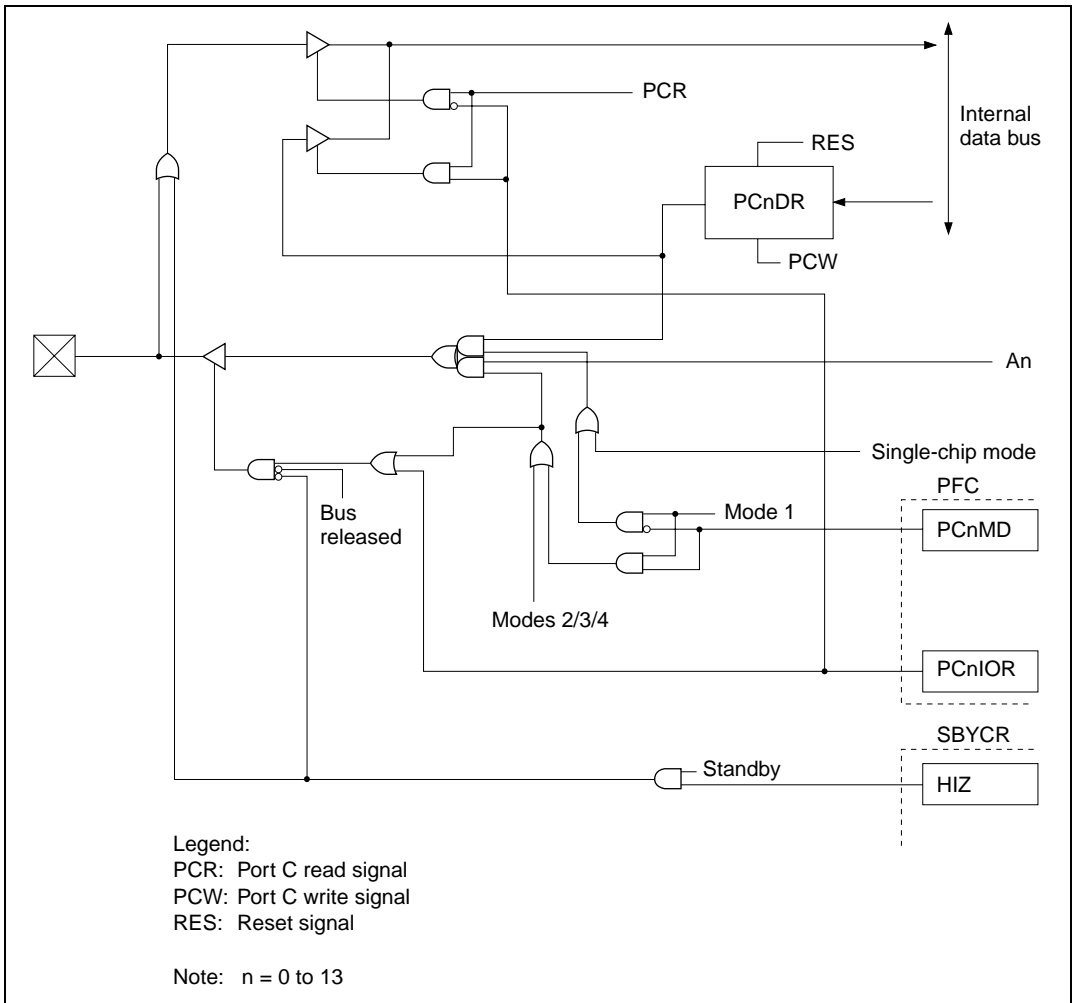 PCR
Internal
data bus
RES
PCnDR
PCW
An
Single-chip mode
PFC
Bus
released
Mode 1
PCnMD
Modes 2/3/4
PCnIOR
SBYCR
Standby
HIZ
Legend:
PCR: Port C read signal
PCW: Port C write signal
RES: Reset signal
Note: n = 0 to 13